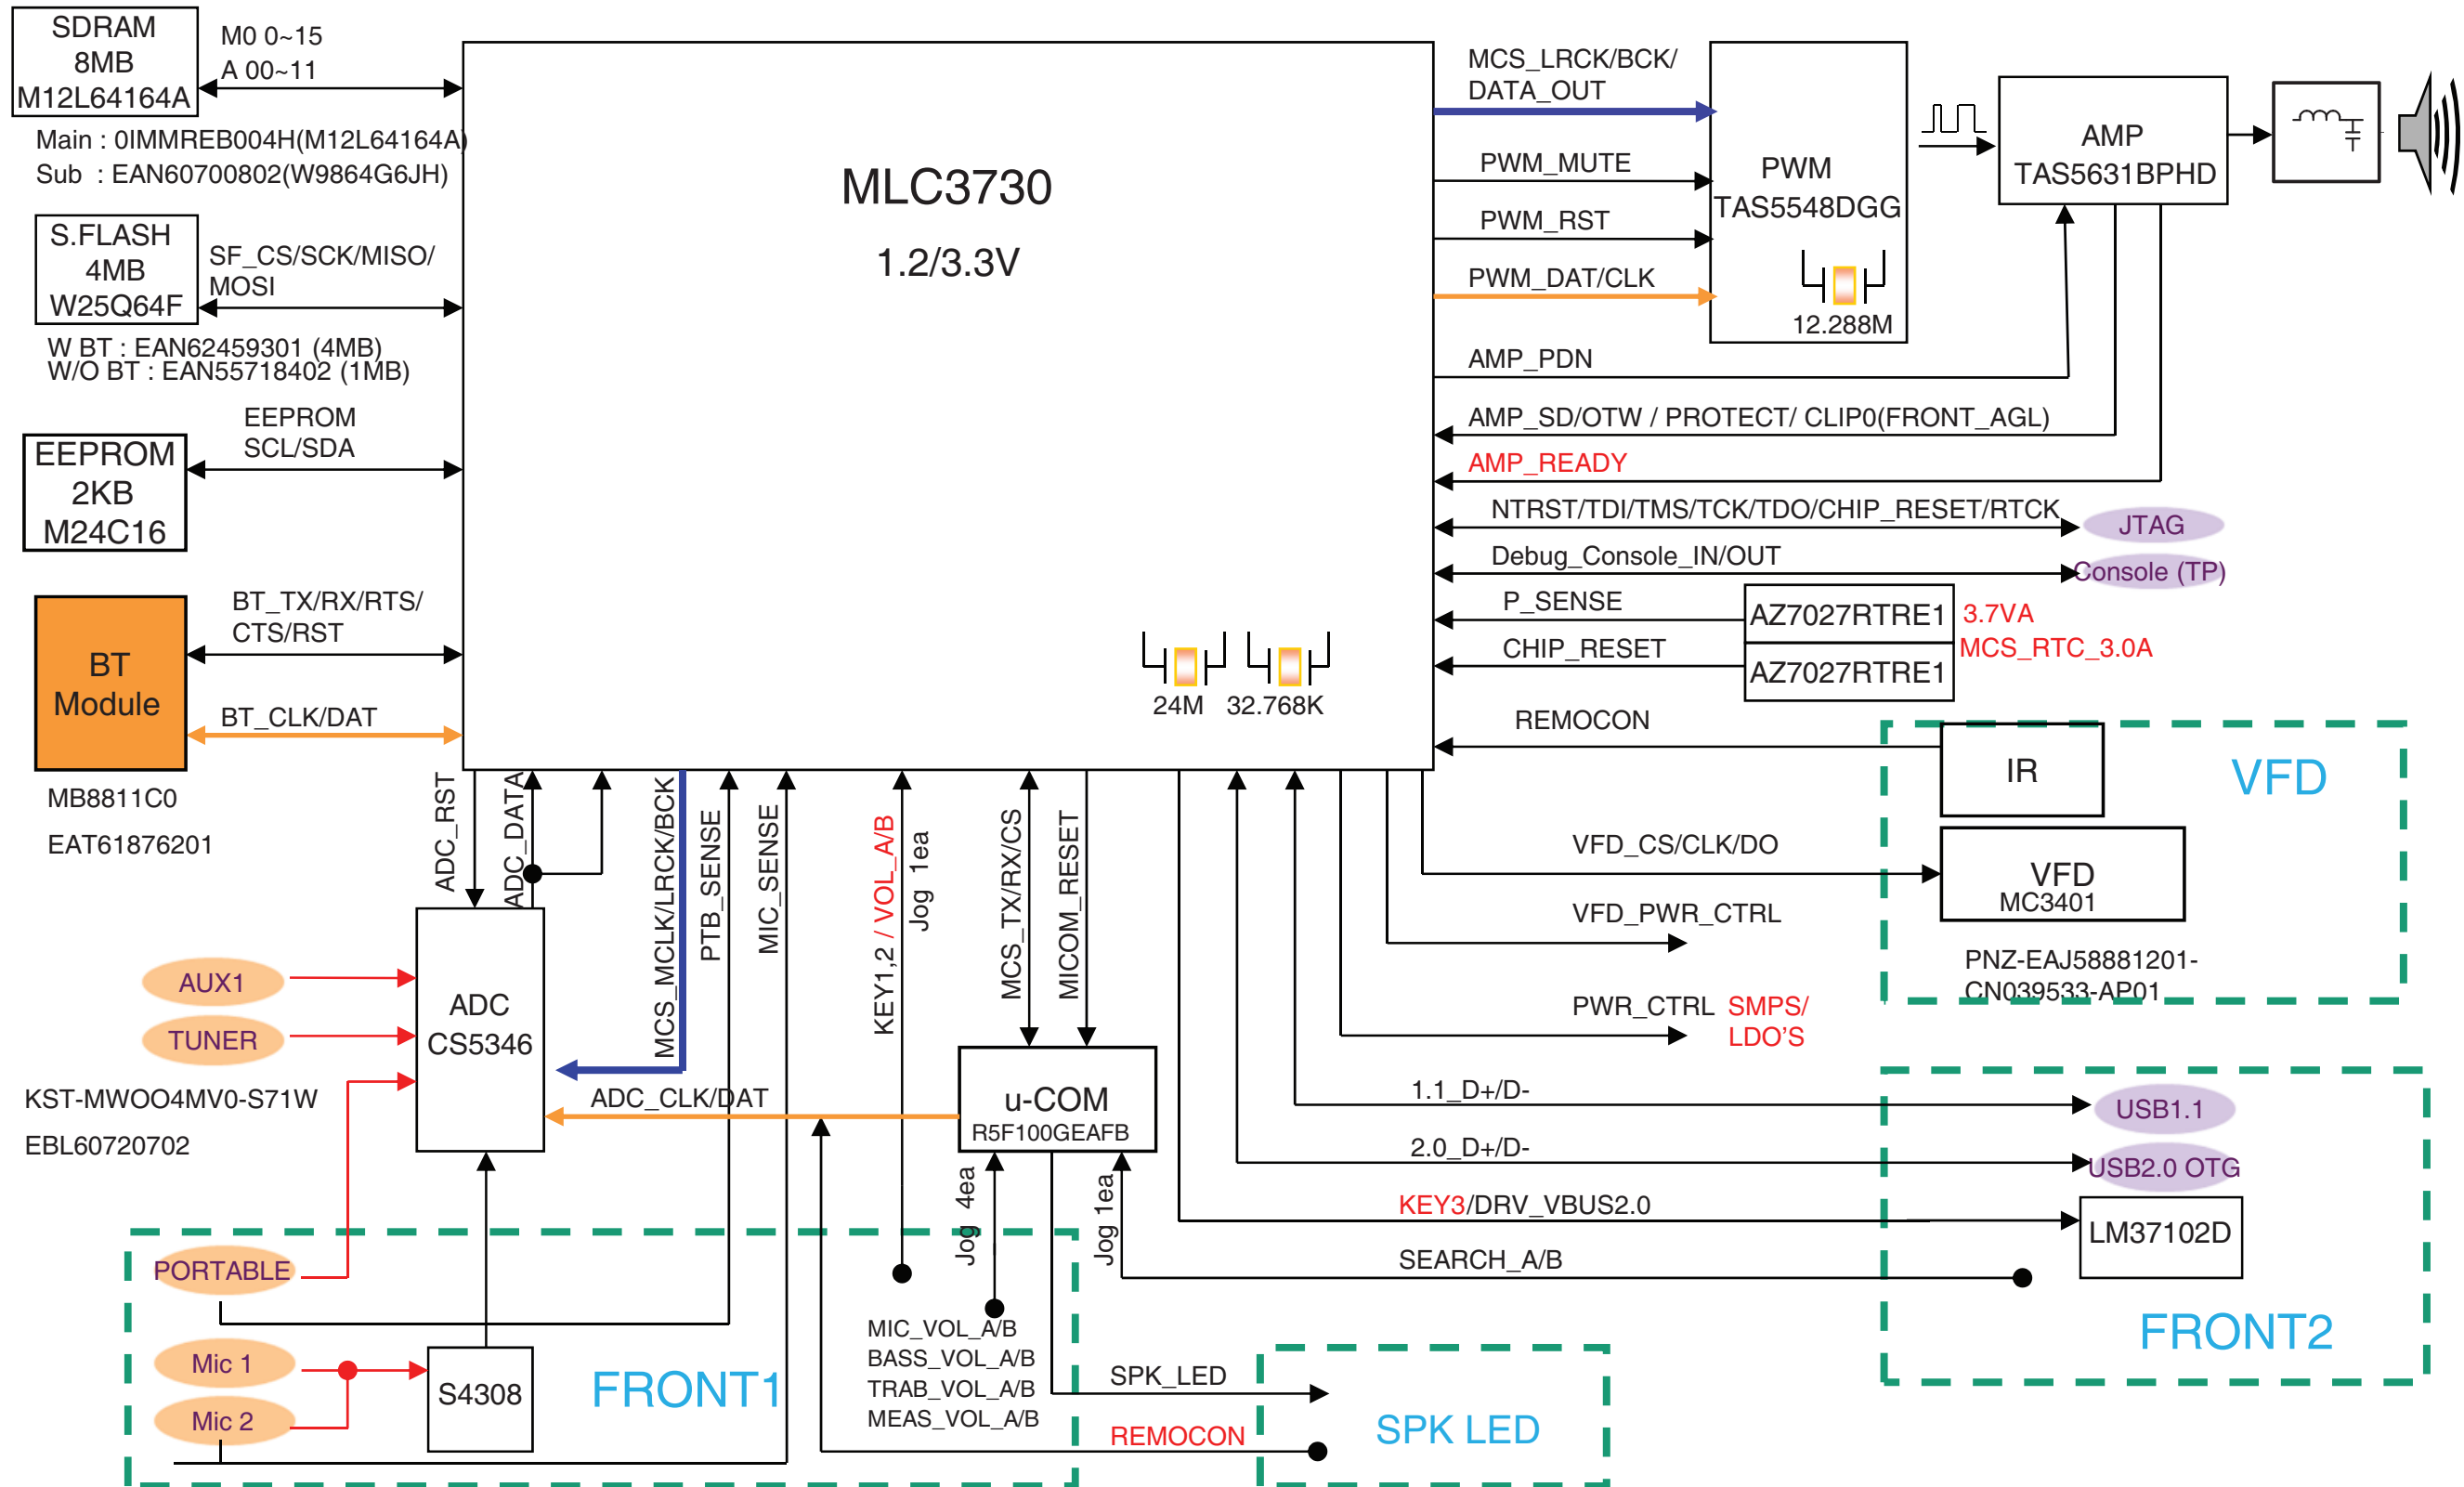 SDRAM
8MB
M12L64164A
M0 0~15
A 00~11
Main : 0IMMREB004H(M12L64164A)
Sub : EAN60700802(W9864G6JH)
S.FLASH
4MB
W25Q64F
SF_CS/SCK/MISO/
MOSI
W BT : EAN62459301 (4MB)
W/O BT : EAN55718402 (1MB)
EEPROM
2KB
M24C16
EEPROM
SCL/SDA
BT
Module
BT_TX/RX/RTS/
CTS/RST
BT_CLK/DAT
MB8811C0
EAT61876201
MLC3730
1.2/3.3V
24M
32.768K
MCS_LRCK/BCK/
DATA_OUT
PWM_MUTE
PWM_RST
PWM_DAT/CLK
PWM
TAS5548DGG
12.288M
AMP
TAS5631BPHD
AMP_PDN
AMP_SD/OTW / PROTECT/ CLIP0(FRONT_AGL)
AMP_READY
NTRST/TDI/TMS/TCK/TDO/CHIP_RESET/RTCK
JTAG
Debug_Console_IN/OUT
Console (TP)
P_SENSE
AZ7027RTRE1
3.7VA
CHIP_RESET
AZ7027RTRE1
MCS_RTC_3.0A
REMOCON
IR
VFD
VFD_CS/CLK/DO
VFD
MC3401
VFD_PWR_CTRL
PNZ-EAJ58881201-
CN039533-AP01
PWR_CTRL
SMPS/
LDO'S
ADC_RST
ADC_DATA
MCS_MCLK/LRCK/BCK
PTB_SENSE
MIC_SENSE
KEY1,2 / VOL_A/B
Jog 1ea
MCS_TX/RX/CS
MICOM_RESET
AUX1
TUNER
ADC
CS5346
KST-MWOO4MV0-S71W
EBL60720702
ADC_CLK/DAT
u-COM
R5F100GEAFB
Jog 4ea
Jog 1ea
1.1_D+/D-
USB1.1
2.0_D+/D-
USB2.0 OTG
KEY3/DRV_VBUS2.0
LM37102D
SEARCH_A/B
FRONT2
PORTABLE
Mic 1
Mic 2
S4308
FRONT1
MIC_VOL_A/B
BASS_VOL_A/B
TRAB_VOL_A/B
MEAS_VOL_A/B
SPK_LED
REMOCON
SPK LED